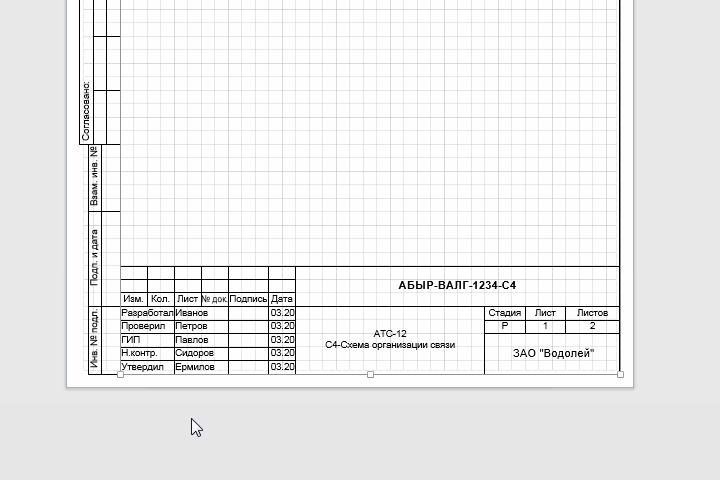 Согласовано:
Взам. инв. №
Подп. и дата
Инв. № подл.
АБЫР-ВАЛГ-1234-С4
Изм. Кол. Лист № док. Подпись Дата
Разработал Иванов 03.20
Проверил Петров 03.20
ГИП Павлов 03.20
Н.контр. Сидоров 03.20
Утвердил Ермилов 03.20
АТС-12
С4-Схема организации связи
Стадия Лист Листов
Р 1 2
ЗАО "Водолей"